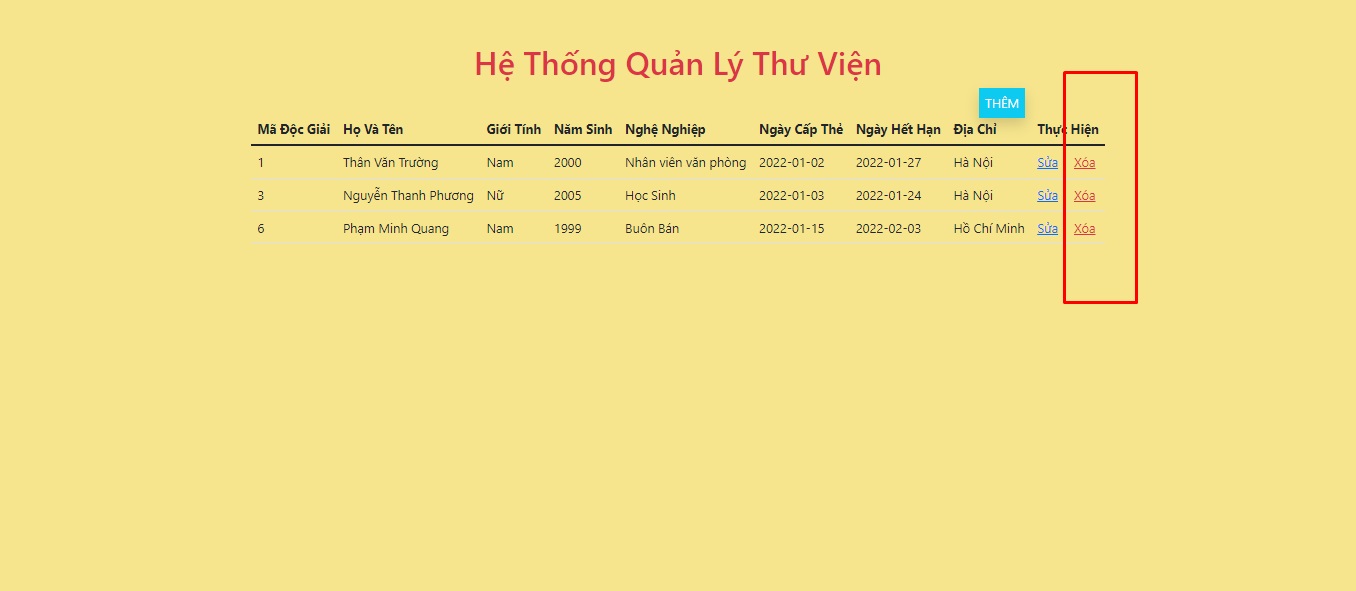 Hệ Thống Quản Lý Thư Viện
THÊM
Mã Độc Giải Họ Và Tên Giới Tính Năm Sinh Nghệ Nghiệp Ngày Cấp Thẻ Ngày Hết Hạn Địa Chỉ Thực Hiện
1 Thân Văn Trường Nam 2000 Nhân viên văn phòng 2022-01-02 2022-01-27 Hà Nội Sửa Xóa
3 Nguyễn Thanh Phương Nữ 2005 Học Sinh 2022-01-03 2022-01-24 Hà Nội Sửa Xóa
6 Phạm Minh Quang Nam 1999 Buôn Bán 2022-01-15 2022-02-03 Hồ Chí Minh Sửa Xóa